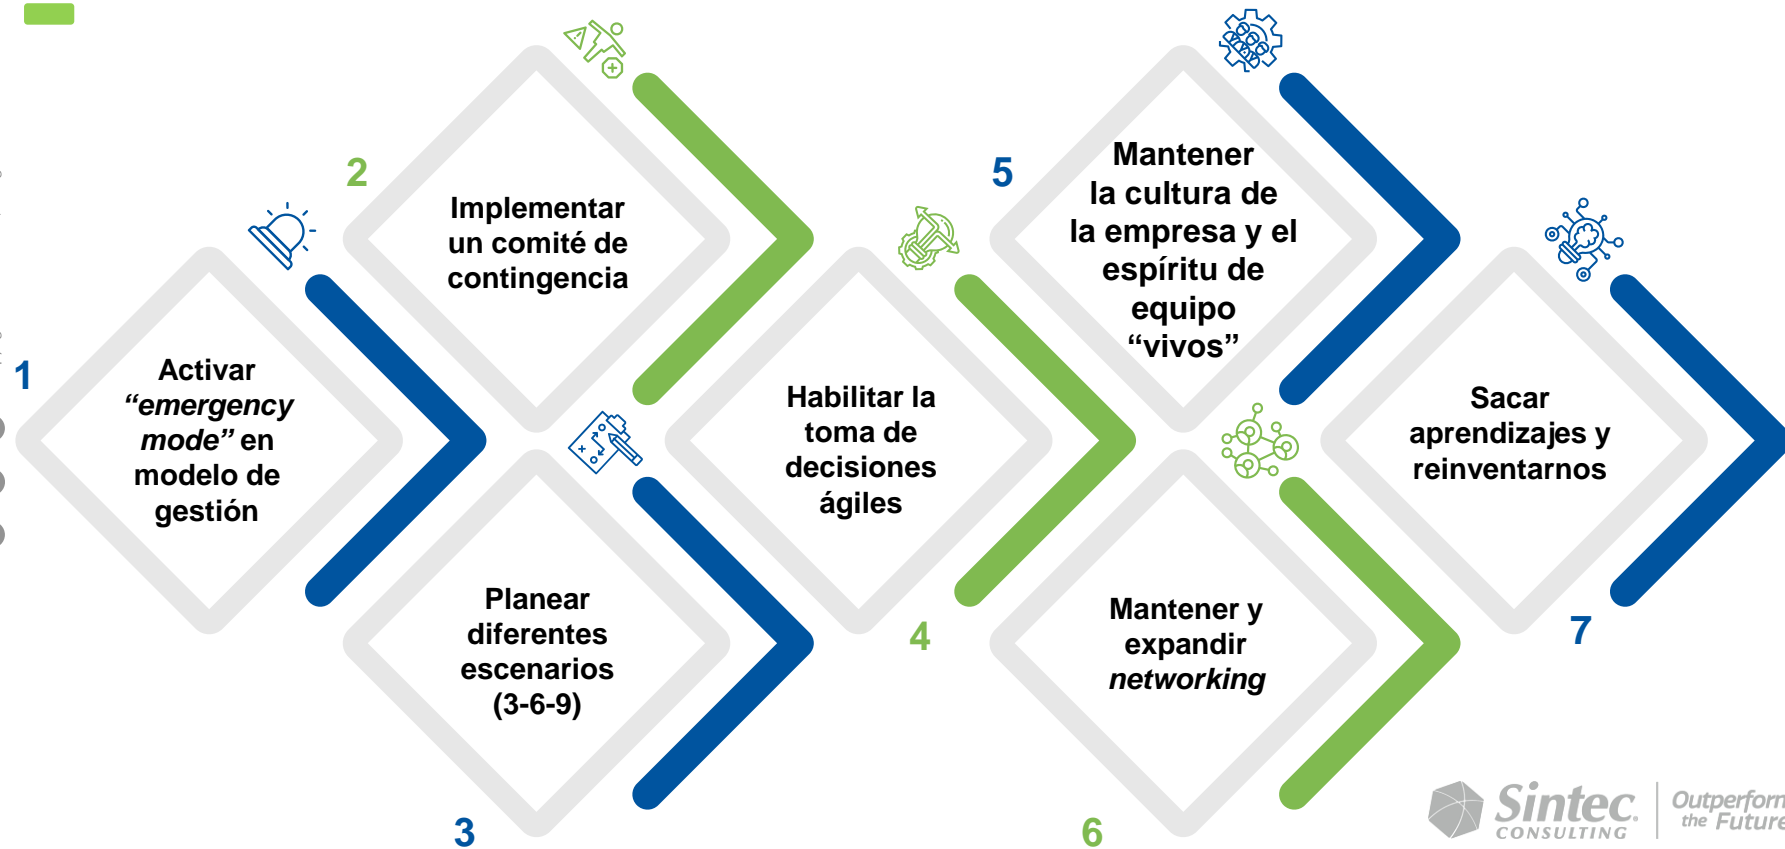 1
Activar
“emergency
mode” en
modelo de
gestión
2
Implementar
un comité de
contingencia
3
Planear
diferentes
escenarios
(3-6-9)
4
Habilitar la
toma de
decisiones
ágiles
5
Mantener
la cultura de
la empresa y el
espíritu de
equipo
“vivos”
6
Mantener y
expandir
networking
7
Sacar
aprendizajes y
reinventarnos
Sintec
CONSULTING
Outperform
the Future